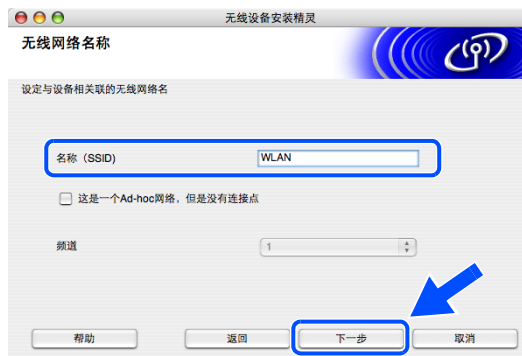 无线设备安装精灵
无线网络名称
设定与设备相关联的无线网络名
名称（SSID) WLAN
这是一个Ad-hoc网络，但是没有连接点
频道 1
帮助 返回 下一步 取消